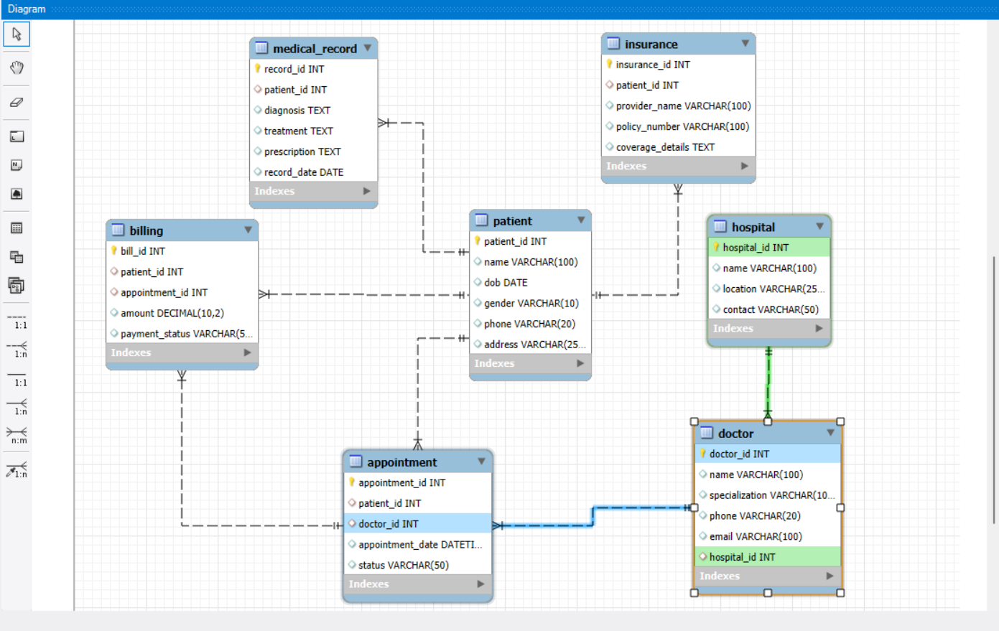 Diagram
medical_record
record_id INT
patient_id INT
diagnosis TEXT
treatment TEXT
prescription TEXT
record_date DATE
Indexes
insurance
insurance_id INT
patient_id INT
provider_name VARCHAR(100)
policy_number VARCHAR(100)
coverage_details TEXT
Indexes
billing
bill_id INT
patient_id INT
appointment_id INT
amount DECIMAL(10,2)
payment_status VARCHAR(5...
Indexes
patient
patient_id INT
name VARCHAR(100)
dob DATE
gender VARCHAR(10)
phone VARCHAR(20)
address VARCHAR(25...
Indexes
hospital
hospital_id INT
name VARCHAR(100)
location VARCHAR(25...
contact VARCHAR(50)
Indexes
appointment
appointment_id INT
patient_id INT
doctor_id INT
appointment_date DATETI...
status VARCHAR(50)
Indexes
doctor
doctor_id INT
name VARCHAR(100)
specialization VARCHAR(10...
phone VARCHAR(20)
email VARCHAR(100)
hospital_id INT
Indexes
1:1
1:n
1:1
1:n
n:m
1:n